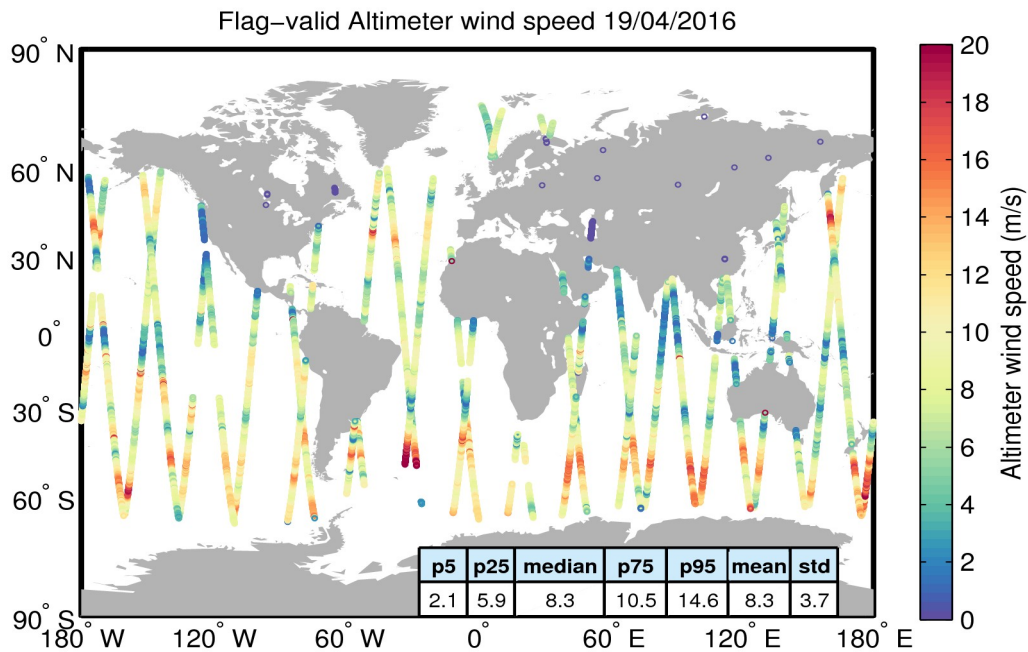 Flag−valid Altimeter wind speed 19/04/2016
90° N
60° N
30° N
0°
30° S
60° S
90° S
180° W
120° W
60° W
0°
60° E
120° E
180° E
p5 p25 median p75 p95 mean std
2.1 5.9 8.3 10.5 14.6 8.3 3.7
20
18
16
14
12
10
8
6
4
2
0
Altimeter wind speed (m/s)